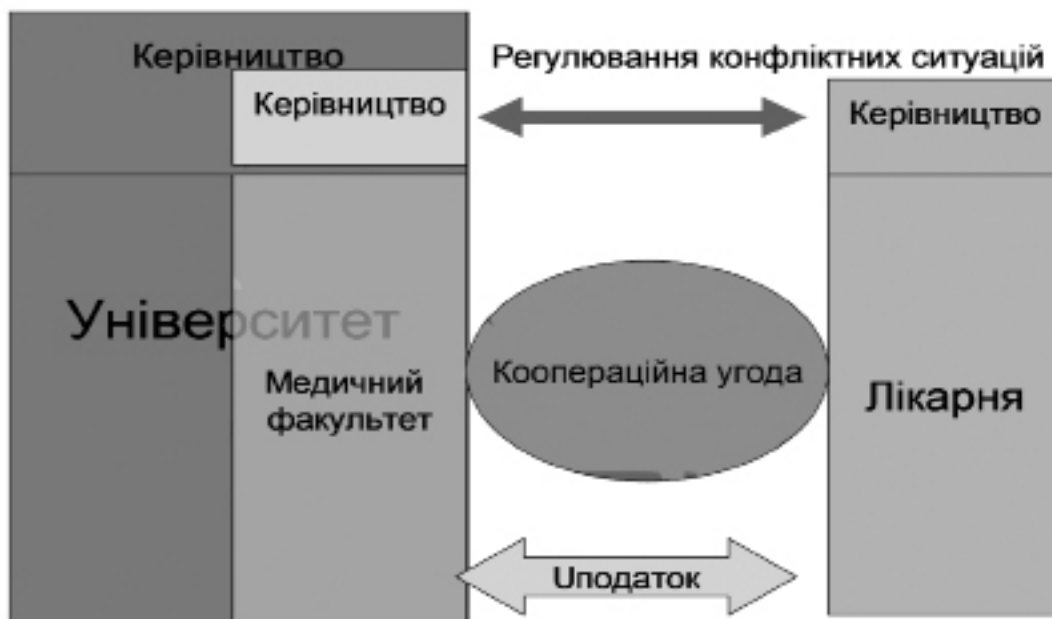 Керівництво
Регулювання конфліктних ситуацій
Керівництво
Керівництво
Університет
Коопераційна угода
Медичний
факультет
Лікарня
Uподаток